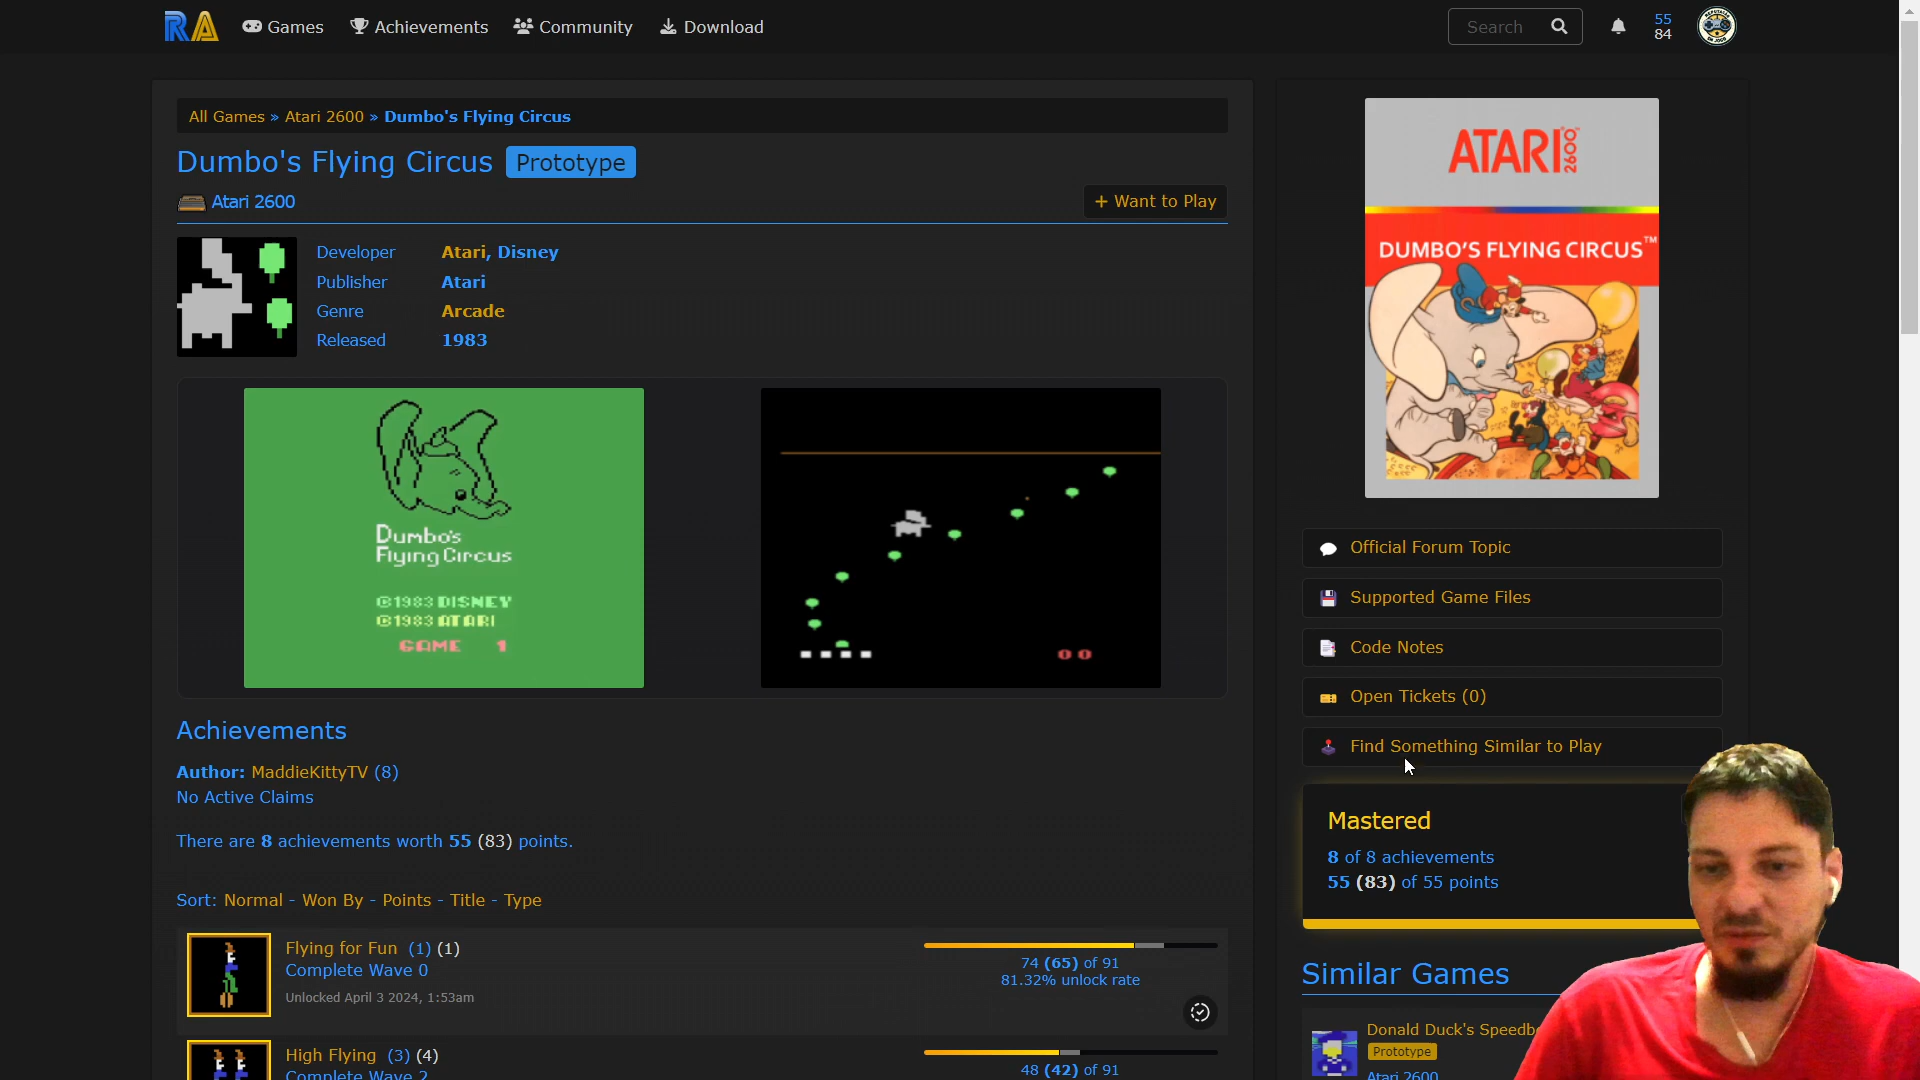 RA
Games
Achievements
Community
Download
Search
55
84
All Games » Atari 2600 » Dumbo's Flying Circus
Dumbo's Flying Circus Prototype
Atari 2600
+ Want to Play
Developer Atari, Disney
Publisher Atari
Genre Arcade
Released 1983
Dumbo's
Flying Circus
©1983 DISNEY
©1983 ATARI
GAME 1
00
Achievements
Author: MaddieKittyTV (8)
No Active Claims
There are 8 achievements worth 55 (83) points.
Sort: Normal - Won By - Points - Title - Type
Flying for Fun (1) (1)
Complete Wave 0
Unlocked April 3 2024, 1:53am
74 (65) of 91
81.32% unlock rate
High Flying (3) (4)
Complete Wave 2
48 (42) of 91
ATARI 2600
DUMBO'S FLYING CIRCUS™
Official Forum Topic
Supported Game Files
Code Notes
Open Tickets (0)
Find Something Similar to Play
Mastered
8 of 8 achievements
55 (83) of 55 points
Similar Games
Donald Duck's Speedbo
Prototype
Atari 2600